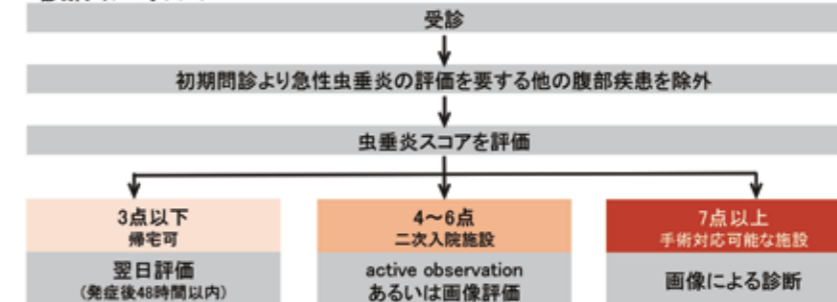 受診
初期問診より急性虫垂炎の評価を要する他の腹部疾患を除外
虫垂炎スコアを評価
3点以下
帰宅可
4〜6点
二次入院施設
7点以上
手術対応可能な施設
翌日評価
(発症後48時間以内)
active observation
あるいは画像評価
画像による診断